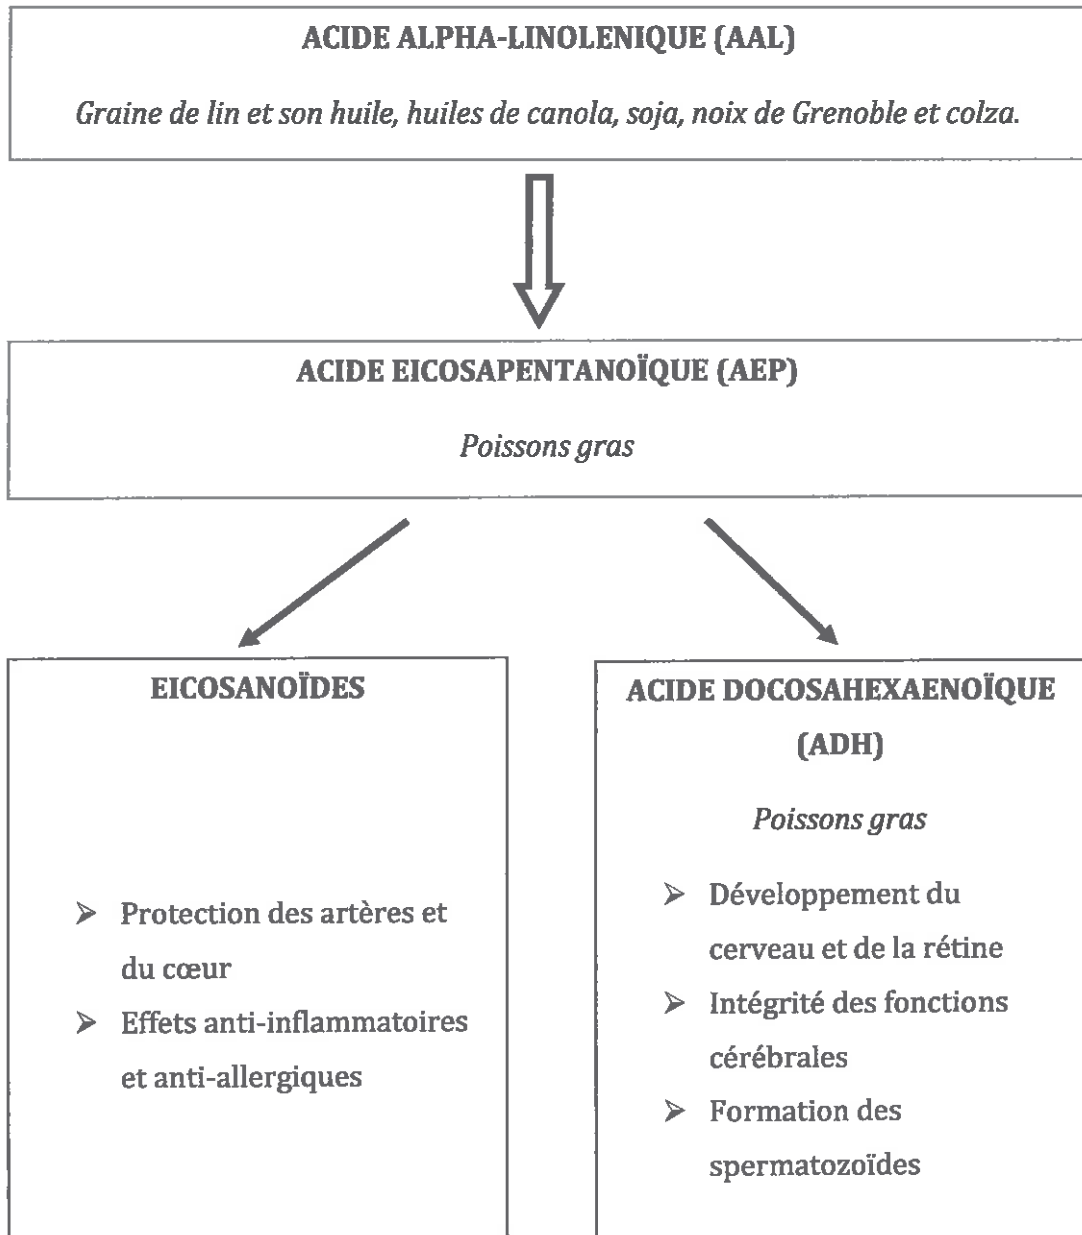 ACIDE ALPHA-LINOLENIQUE (AAL)
Graine de lin et son huile, huiles de canola, soja, noix de Grenoble et colza.
ACIDE EICOSAPENTANOÏQUE (AEP)
Poissons gras
EICOSANOÏDES
➢ Protection des artères et
du cœur
➢ Effets anti-inflammatoires
et anti-allergiques
ACIDE DOCOSAHEXAENOÏQUE
(ADH)
Poissons gras
➢ Développement du
cerveau et de la rétine
➢ Intégrité des fonctions
cérébrales
➢ Formation des
spermatozoïdes